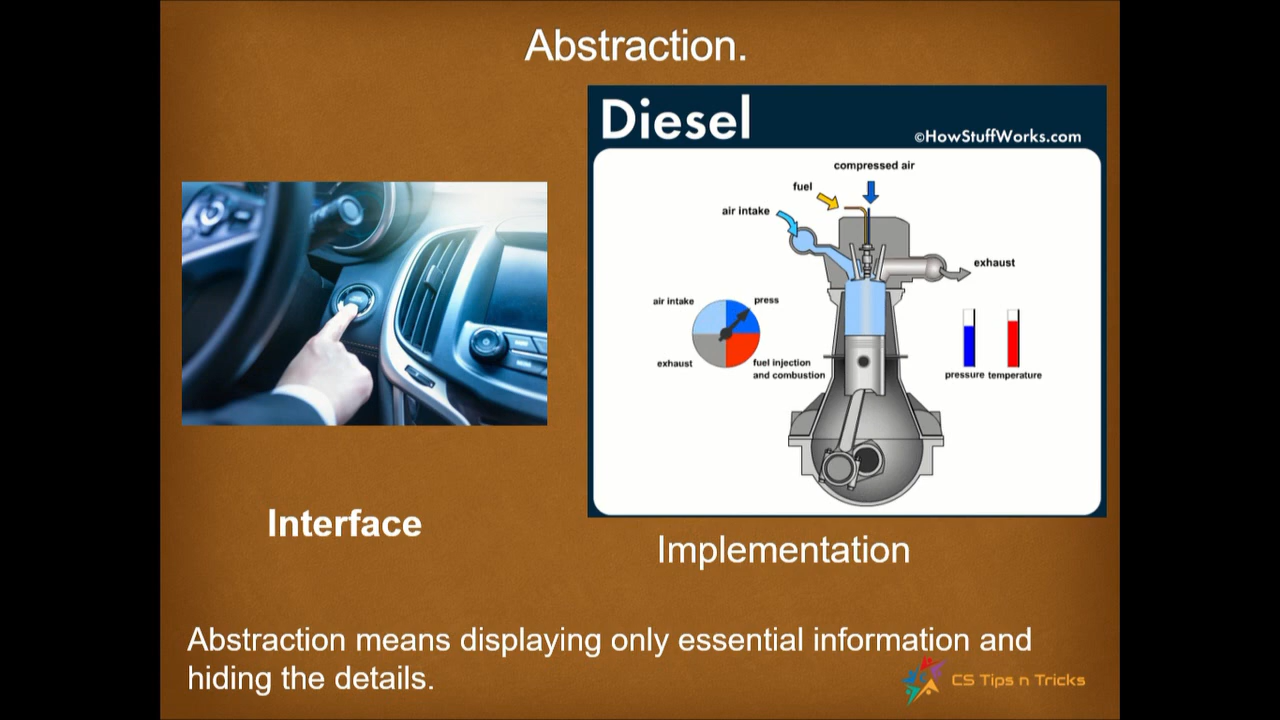 Abstraction.
Diesel
©HowStuffWorks.com
compressed air
fuel
air intake
exhaust
air intake
press
exhaust
fuel injection
and combustion
pressure
temperature
Interface
Implementation
Abstraction means displaying only essential information and
hiding the details.
CS Tips n Tricks